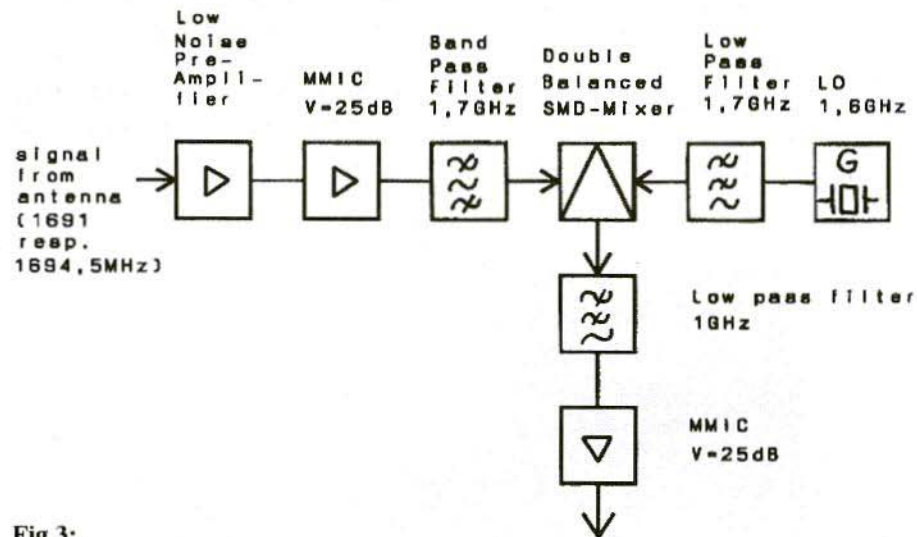 Low
Noise
Pre-
Ampli-
fier
MMIC
V=25dB
Band
Pass
Filter
1,7GHz
Double
Balanced
SMD-Mixer
Low
Pass
Filter
1,7GHz
LO
1,6GHz
signal
from
antenna
(1691
resp.
1694,5MHz)
G
Low pass filter
1GHz
MMIC
V=25dB
Fig 3: